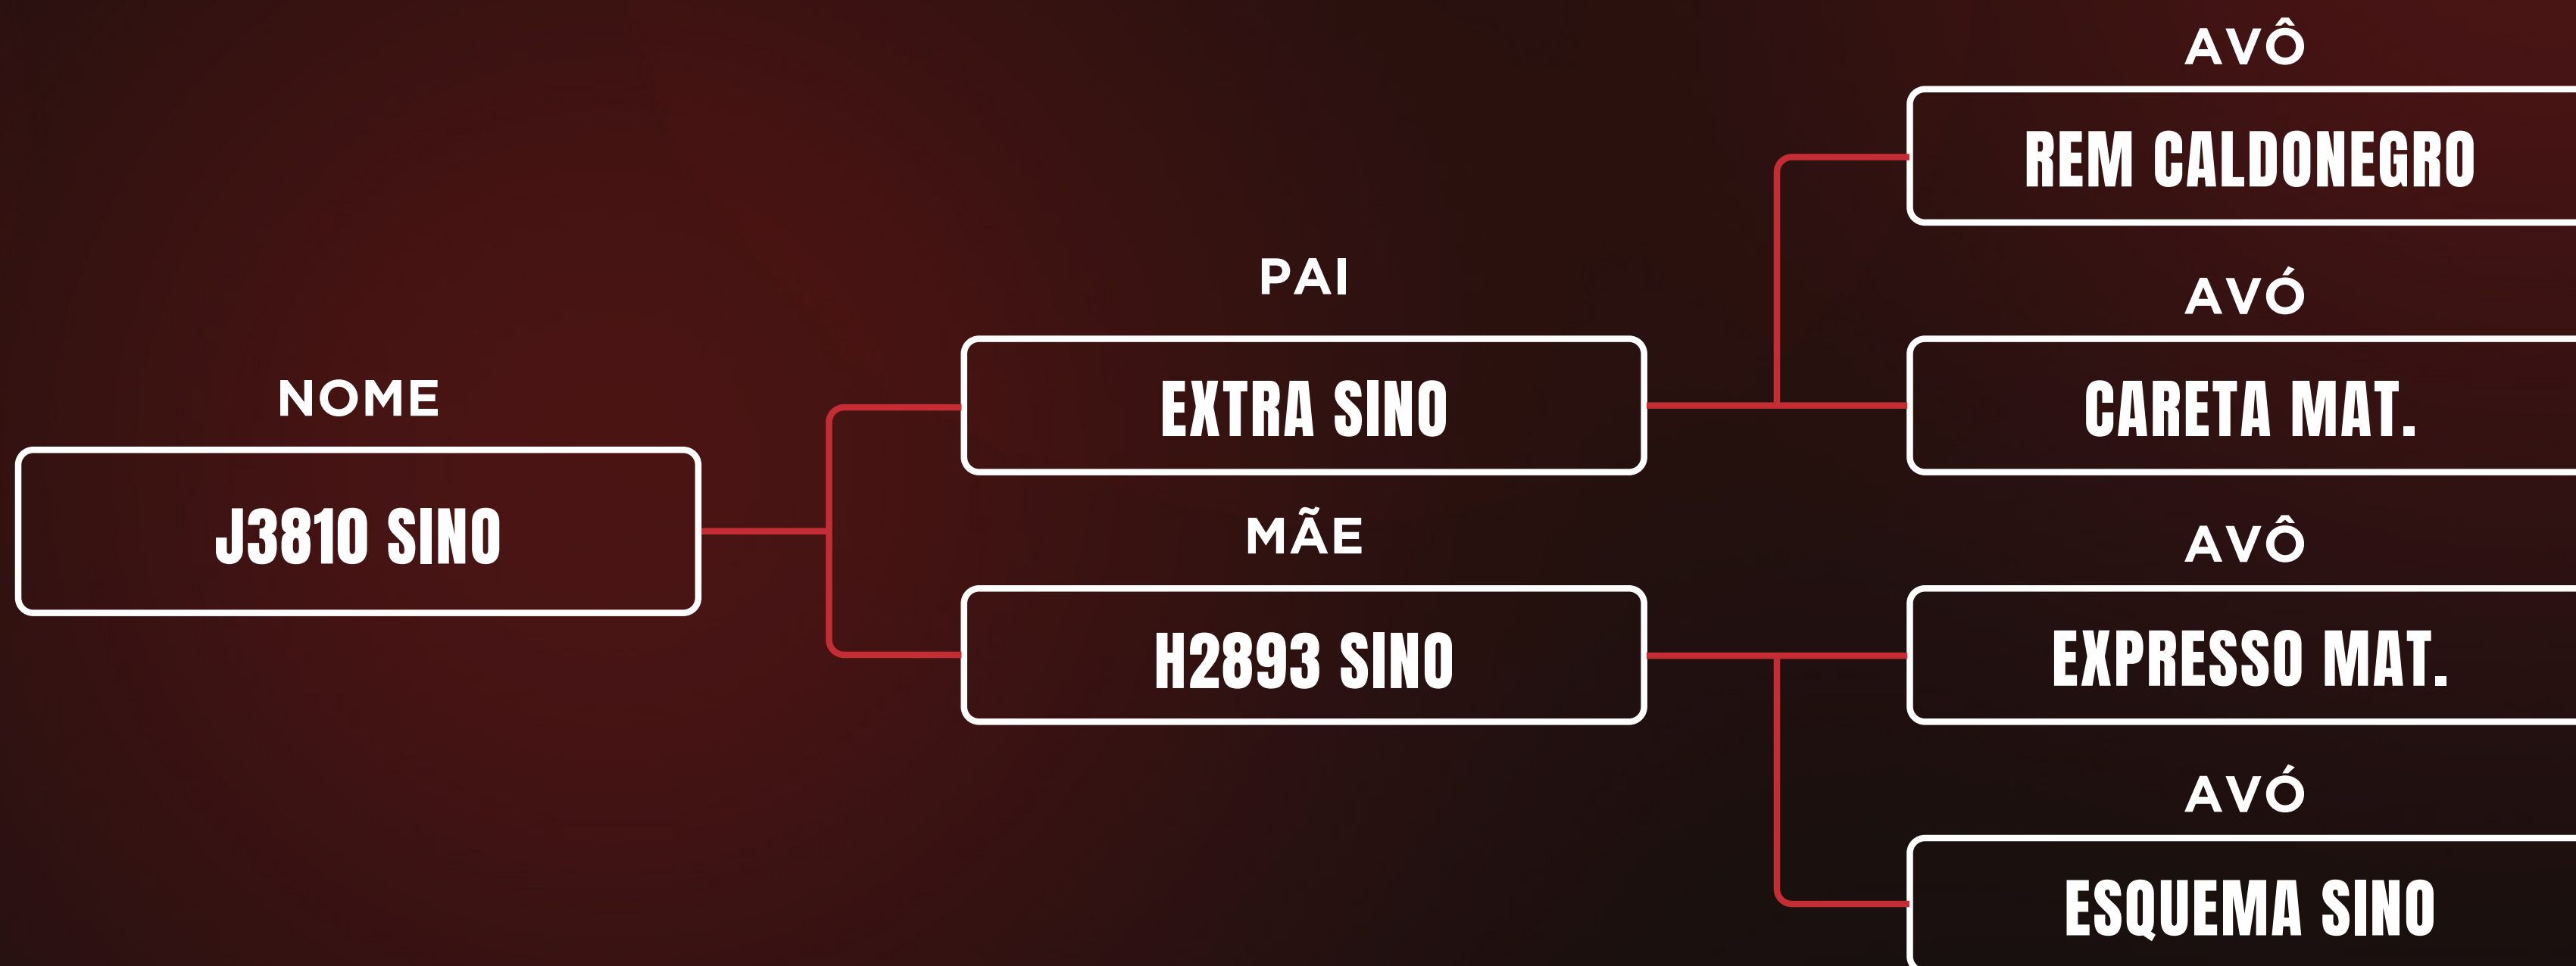 NOME
J3810 SINO
PAI
EXTRA SINO
MÃE
H2893 SINO
AVÔ
REM CALDONEGRO
AVÓ
CARETA MAT.
AVÔ
EXPRESSO MAT.
AVÓ
ESQUEMA SINO